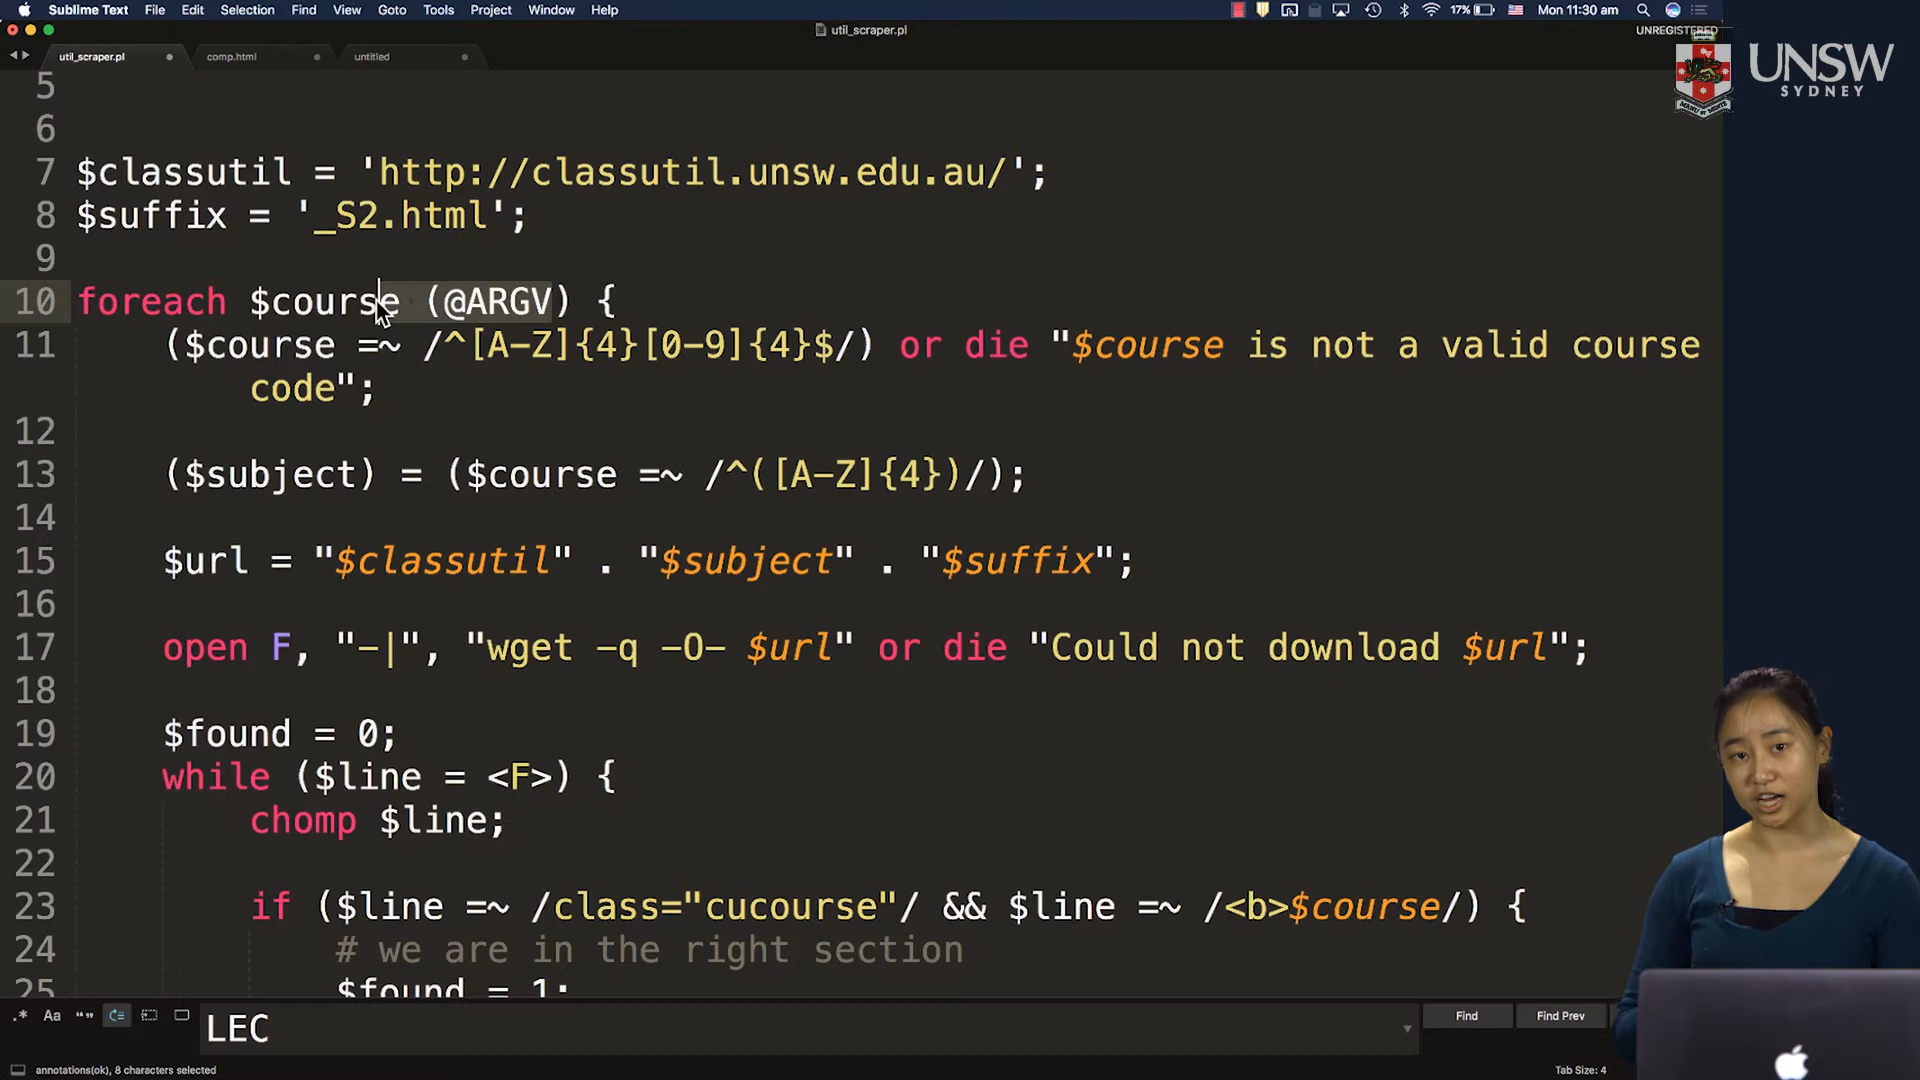 Sublime Text File Edit Selection Find View Goto Tools Project Window Help 17% Mon 11:30 am
util_scraper.pl UNREGISTERED
util_scraper.pl comp.html untitled
UNSW
SYDNEY
5
6
7 $classutil = 'http://classutil.unsw.edu.au/';
8 $suffix = '_S2.html';
9
10 foreach $course (@ARGV) {
11 ($course =~ /^[A-Z]{4}[0-9]{4}$/) or die "$course is not a valid course
code";
12
13 ($subject) = ($course =~ /^([A-Z]{4})/);
14
15 $url = "$classutil" . "$subject" . "$suffix";
16
17 open F, "-|", "wget -q -O- $url" or die "Could not download $url";
18
19 $found = 0;
20 while ($line = <F>) {
21 chomp $line;
22
23 if ($line =~ /class="cucourse"/ && $line =~ /<b>$course/) {
24 # we are in the right section
25 $found = 1;
.* Aa "" LEC Find Find Prev
annotations(ok), 8 characters selected Tab Size: 4